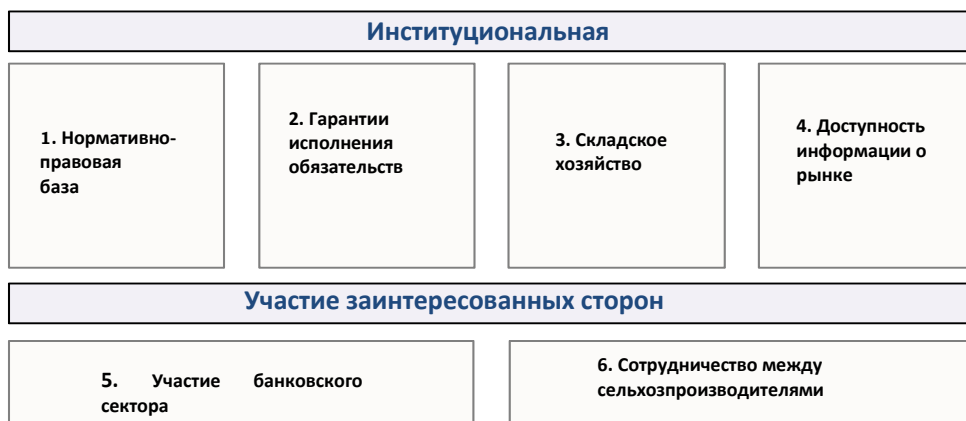 Институциональная
1. Нормативно-
правовая
база
2. Гарантии
исполнения
обязательств
3. Складское
хозяйство
4. Доступность
информации о
рынке
Участие заинтересованных сторон
5. Участие банковского
сектора
6. Сотрудничество между
сельхозпроизводителями